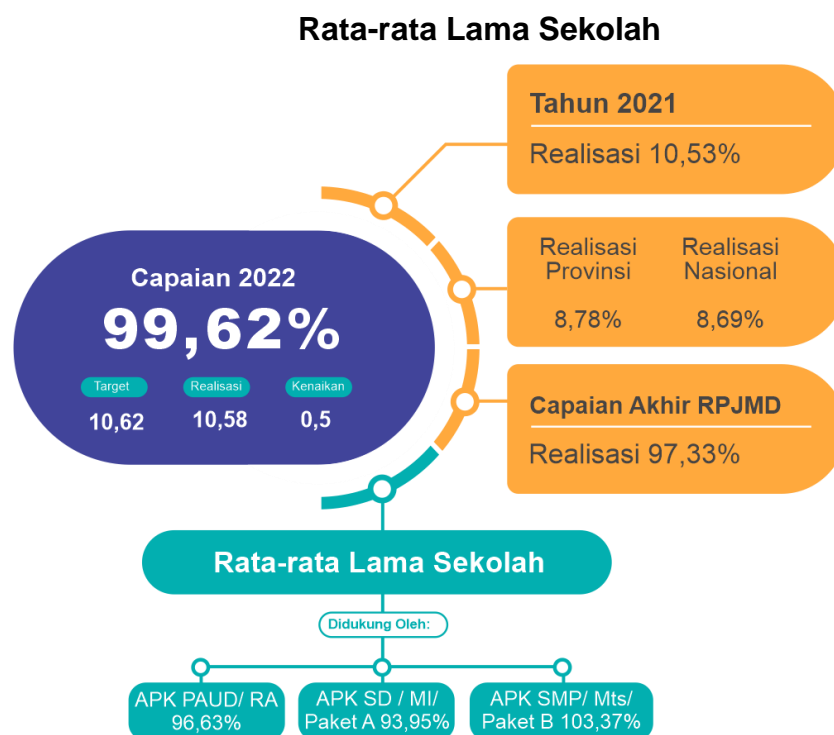 Rata-rata Lama Sekolah
Tahun 2021
Realisasi 10,53%
Capaian 2022
99,62%
Target
Realisasi
Kenaikan
10,62
10,58
0,5
Realisasi
Provinsi
Realisasi
Nasional
8,78%
8,69%
Capaian Akhir RPJMD
Realisasi 97,33%
Rata-rata Lama Sekolah
Didukung Oleh:
APK PAUD/ RA
96,63%
APK SD / MI/
Paket A 93,95%
APK SMP/ Mts/
Paket B 103,37%